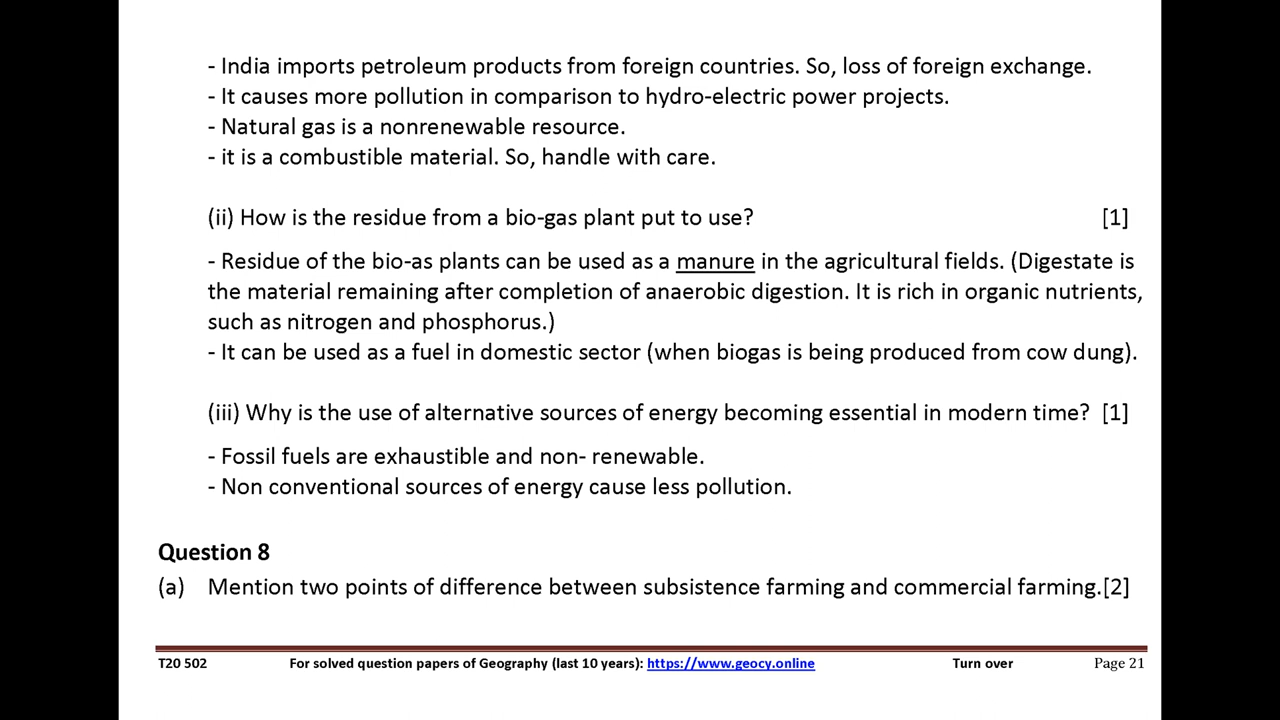 - India imports petroleum products from foreign countries. So, loss of foreign exchange.
- It causes more pollution in comparison to hydro-electric power projects.
- Natural gas is a nonrenewable resource.
- it is a combustible material. So, handle with care.
(ii) How is the residue from a bio-gas plant put to use? [1]
- Residue of the bio-as plants can be used as a manure in the agricultural fields. (Digestate is
the material remaining after completion of anaerobic digestion. It is rich in organic nutrients,
such as nitrogen and phosphorus.)
- It can be used as a fuel in domestic sector (when biogas is being produced from cow dung).
(iii) Why is the use of alternative sources of energy becoming essential in modern time? [1]
- Fossil fuels are exhaustible and non- renewable.
- Non conventional sources of energy cause less pollution.
Question 8
(a) Mention two points of difference between subsistence farming and commercial farming.[2]
T20 502 For solved question papers of Geography (last 10 years): https://www.geocy.online Turn over Page 21